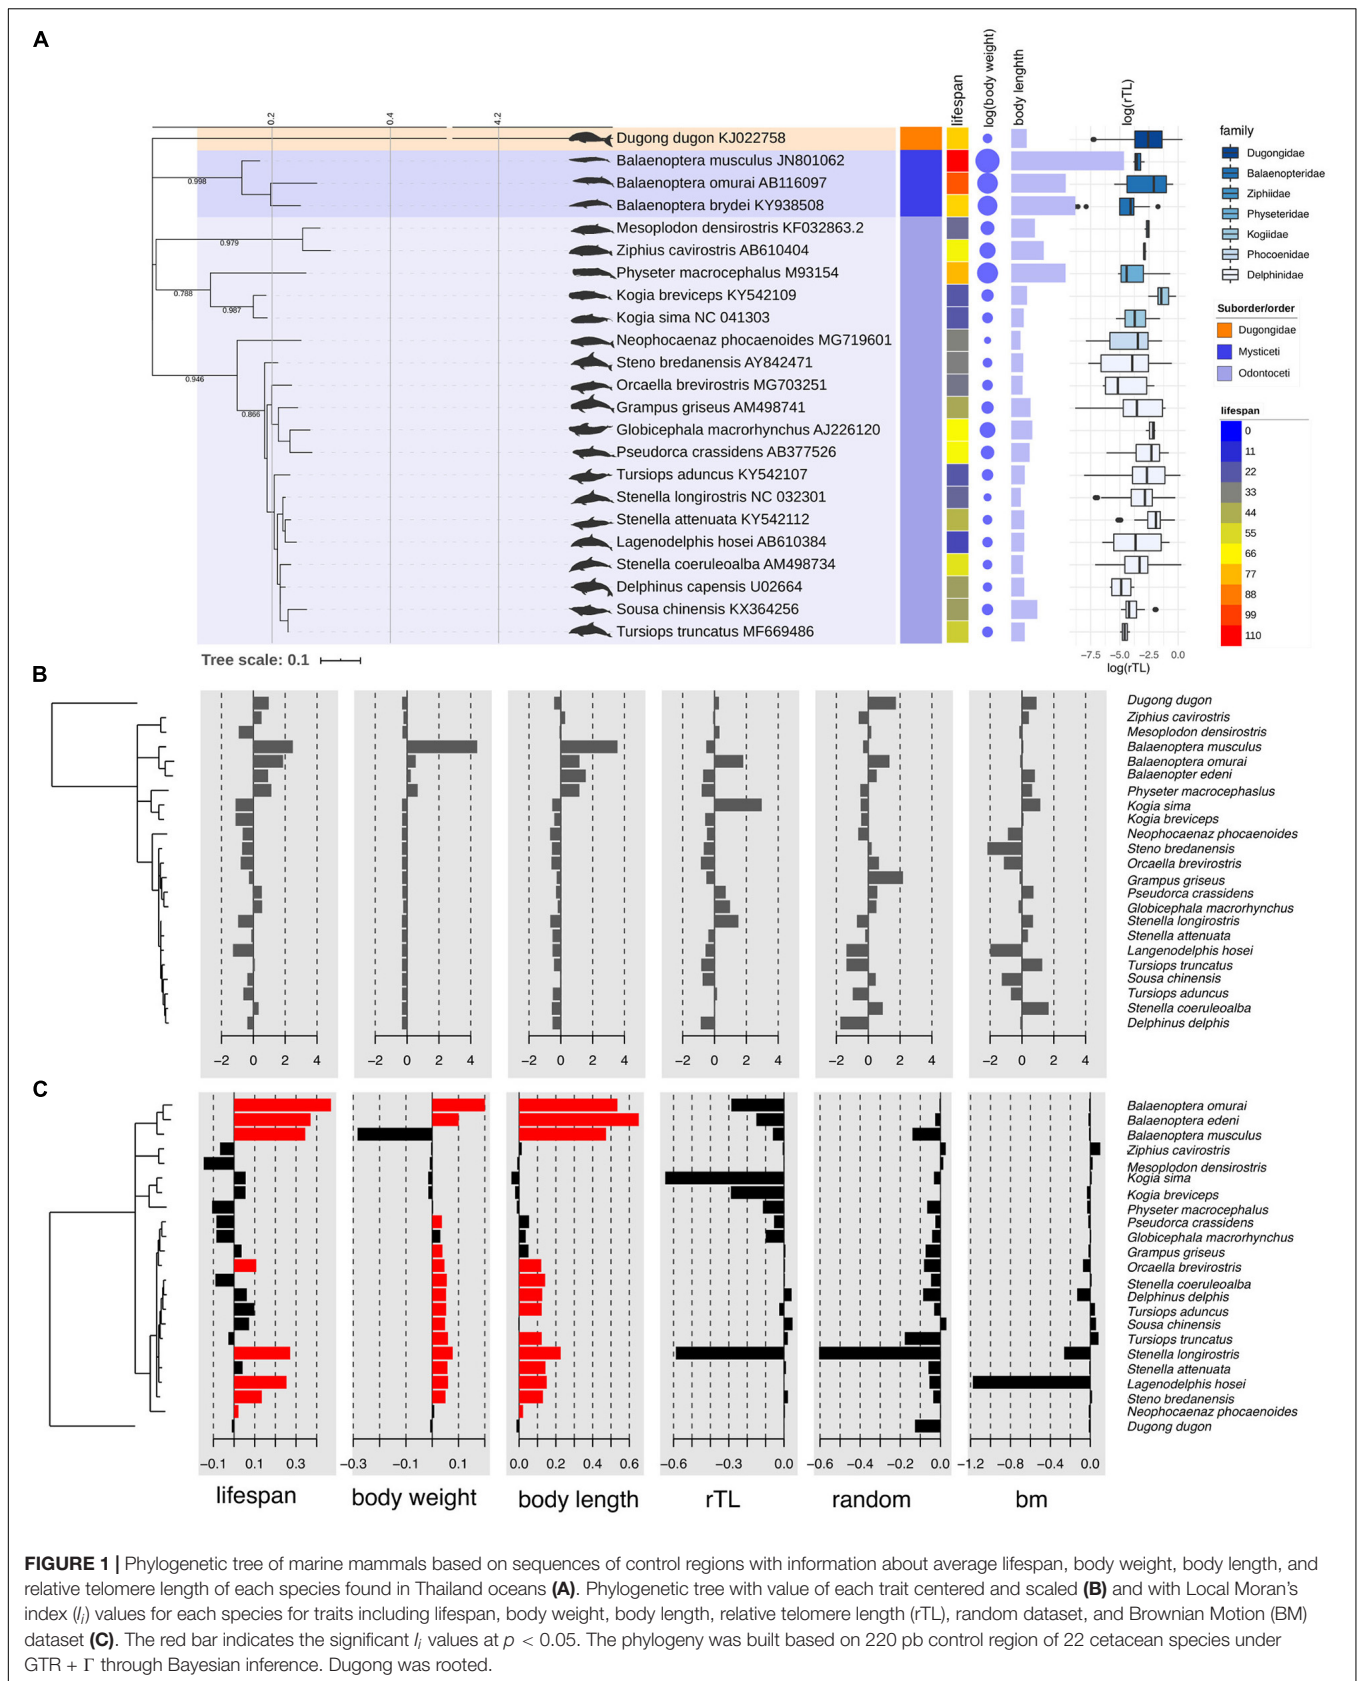 A
0.2
0.4
4.2
lifespan
log(body weight)
body lenghth
log(rTL)
Dugong dugon KJ022758
Balaenoptera musculus JN801062
Balaenoptera omurai AB116097
Balaenoptera brydei KY938508
Mesoplodon densirostris KF032863.2
Ziphius cavirostris AB610404
Physeter macrocephalus M93154
Kogia breviceps KY542109
Kogia sima NC 041303
Neophocaena phocaenoides MG719601
Steno bredanensis AY842471
Orcaella brevirostris MG703251
Grampus griseus AM498741
Globicephala macrorhynchus AJ226120
Pseudorca crassidens AB377526
Tursiops aduncus KY542107
Stenella longirostris NC 032301
Stenella attenuata KY542112
Lagenodelphis hosei AB610384
Stenella coeruleoalba AM498734
Delphinus capensis U02664
Sousa chinensis KX364256
Tursiops truncatus MF669486
0.998
0.979
0.788
0.987
0.946
0.866
Tree scale: 0.1
−7.5 −5.0 −2.5 0.0
log(rTL)
family
Dugongidae
Balaenopteridae
Ziphiidae
Physeteridae
Kogiidae
Phocoenidae
Delphinidae
Suborder/order
Dugongidae
Mysticeti
Odontoceti
lifespan
0
11
22
33
44
55
66
77
88
99
110
B
Dugong dugon
Ziphius cavirostris
Mesoplodon densirostris
Balaenoptera musculus
Balaenoptera omurai
Balaenopter edeni
Physeter macrocephaslus
Kogia sima
Kogia breviceps
Neophocaenaz phocaenoides
Steno bredanensis
Orcaella brevirostris
Grampus griseus
Pseudorca crassidens
Globicephala macrorhynchus
Stenella longirostris
Stenella attenuata
Langenodelphis hosei
Tursiops truncatus
Sousa chinensis
Tursiops aduncus
Stenella coeruleoalba
Delphinus delphis
−2 0 2 4 −2 0 2 4 −2 0 2 4 −2 0 2 4 −2 0 2 4 −2 0 2 4
C
Balaenoptera omurai
Balaenoptera edeni
Balaenoptera musculus
Ziphius cavirostris
Mesoplodon densirostris
Kogia sima
Kogia breviceps
Physeter macrocephalus
Pseudorca crassidens
Globicephala macrorhynchus
Grampus griseus
Orcaella brevirostris
Stenella coeruleoalba
Delphinus delphis
Tursiops aduncus
Sousa chinensis
Tursiops truncatus
Stenella longirostris
Stenella attenuata
Lagenodelphis hosei
Steno bredanensis
Neophocaenaz phocaenoides
Dugong dugon
−0.1 0.1 0.3 −0.3 −0.1 0.1 0.0 0.2 0.4 0.6 −0.6 −0.3 0.0 −0.6 −0.4 −0.2 0.0 −1.2 −0.8 −0.4 0.0
lifespan body weight body length rTL random bm
FIGURE 1 | Phylogenetic tree of marine mammals based on sequences of control regions with information about average lifespan, body weight, body length, and
relative telomere length of each species found in Thailand oceans (A). Phylogenetic tree with value of each trait centered and scaled (B) and with Local Moran's
index (Ii) values for each species for traits including lifespan, body weight, body length, relative telomere length (rTL), random dataset, and Brownian Motion (BM)
dataset (C). The red bar indicates the significant Ii values at p < 0.05. The phylogeny was built based on 220 pb control region of 22 cetacean species under
GTR + Γ through Bayesian inference. Dugong was rooted.